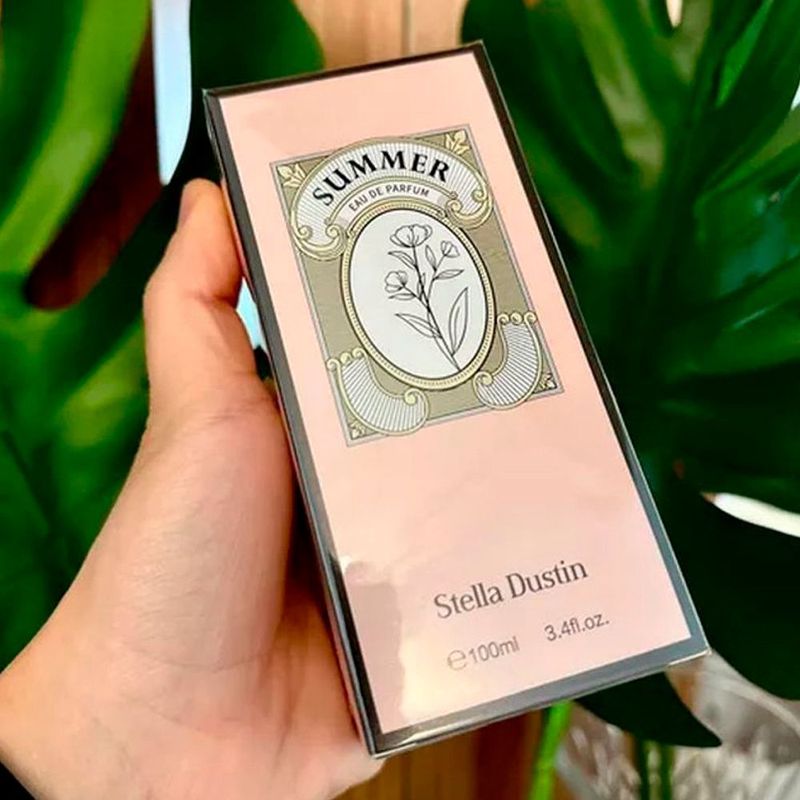 SUMMER
EAU DE PARFUM
Stella Dustin
℮100ml 3.4fl.oz.